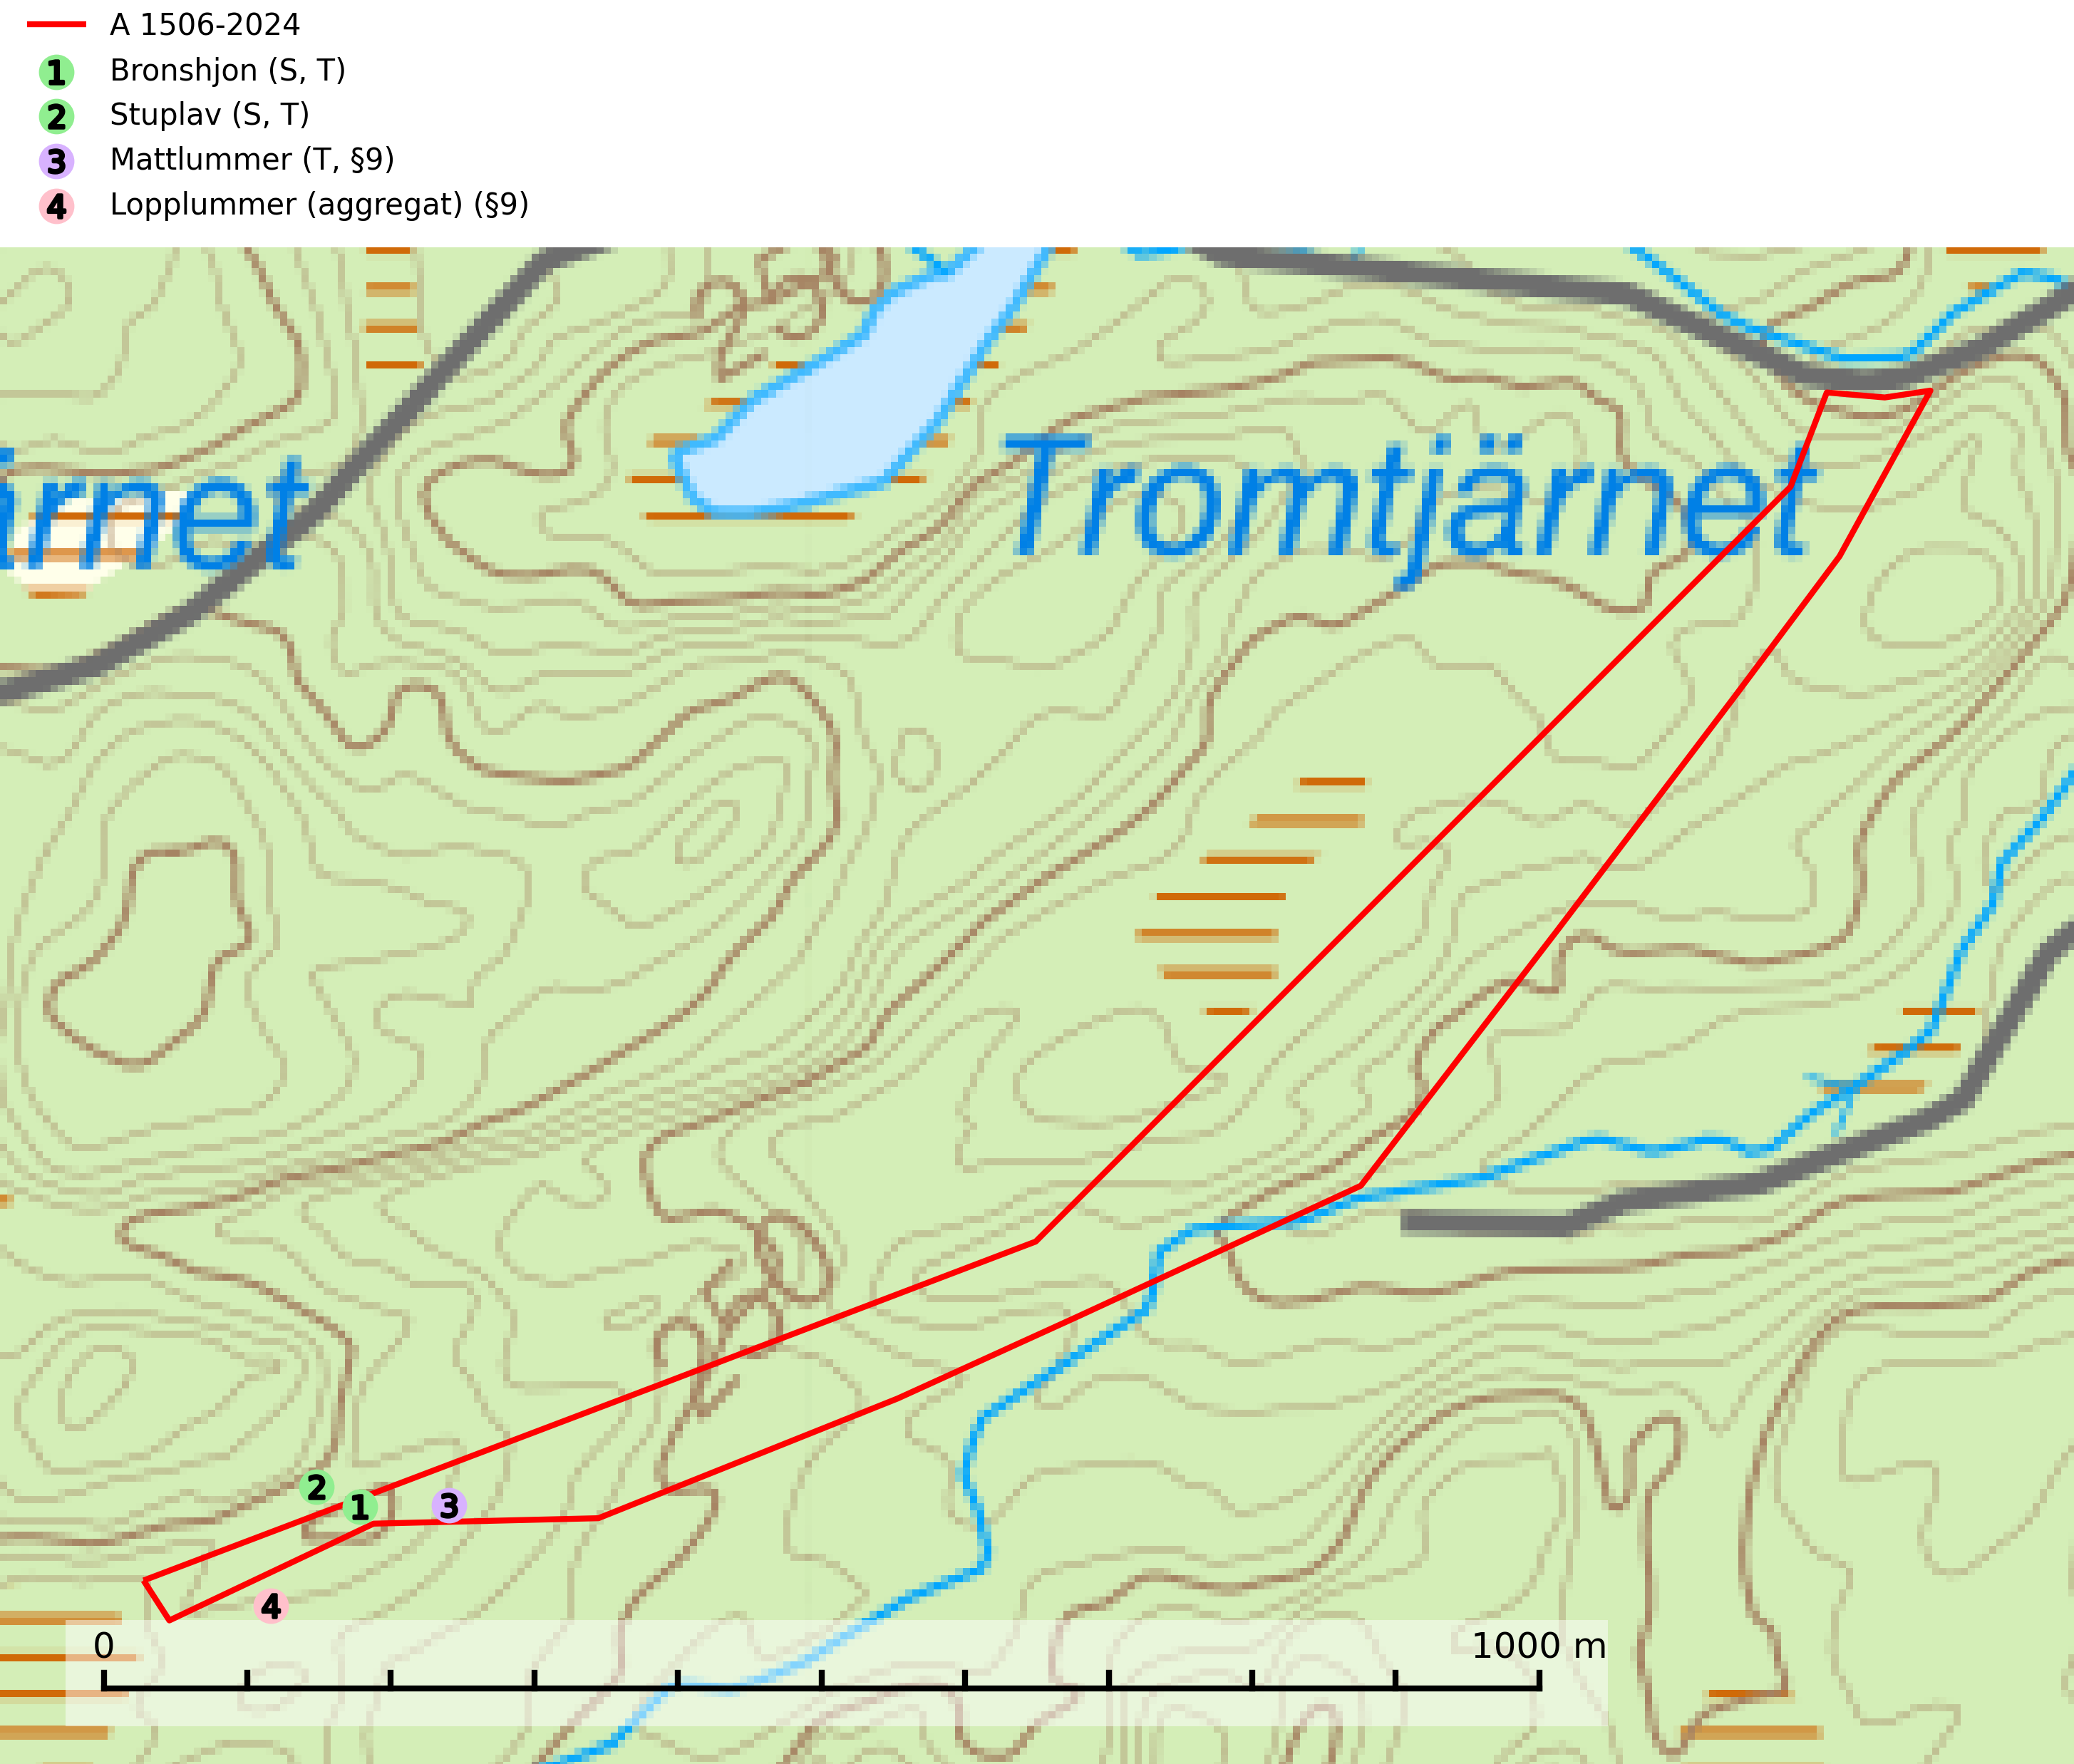 A 1506-2024
1 Bronshjon (S, T)
2 Stuplav (S, T)
3 Mattlummer (T, §9)
4 Lopplummer (aggregat) (§9)
Tromtjärnet
ärnet
2
1
3
4
0 1000 m